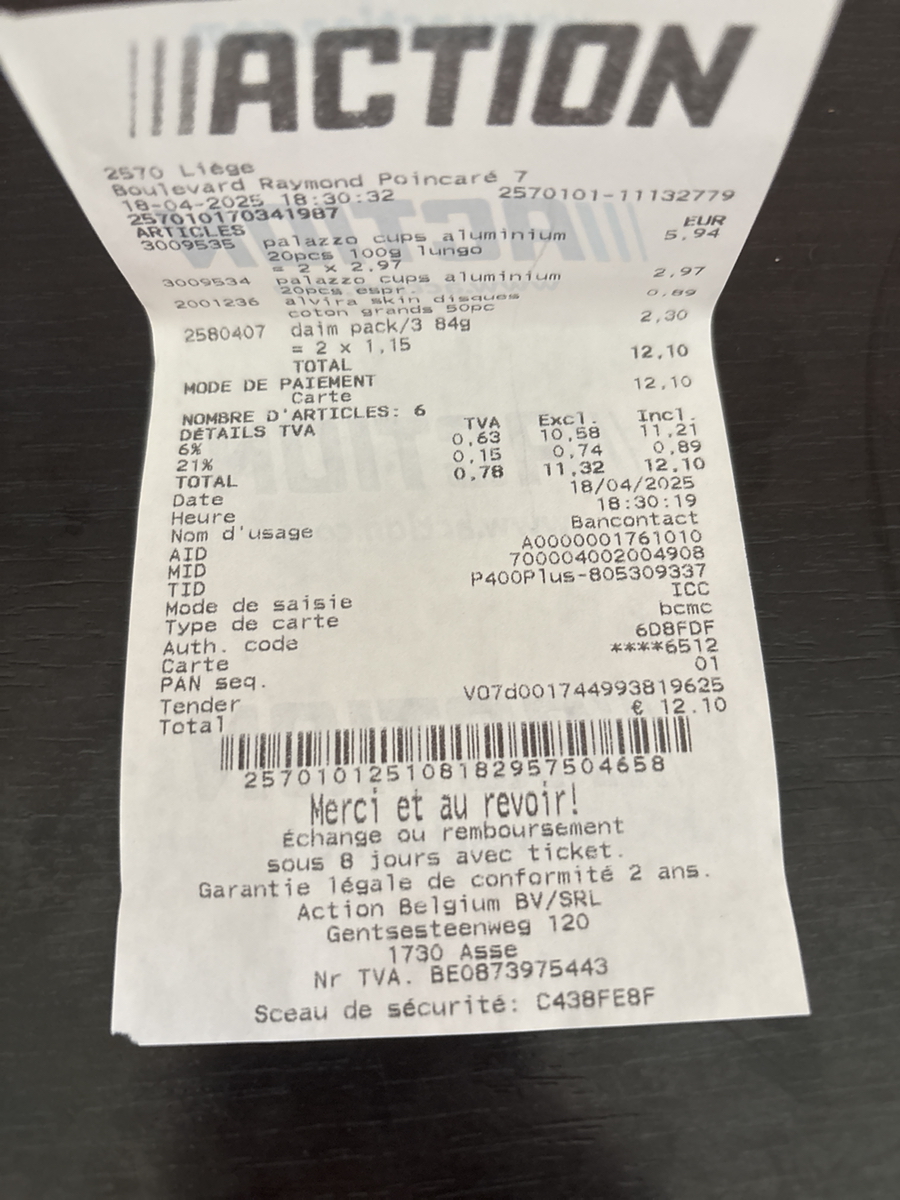 ACTION
2570 Liège
Boulevard Raymond Poincaré 7
18-04-2025 18:30:32 2570101-11132779
257010170341987
ARTICLES EUR
3009535 palazzo cups aluminium 5,94
20pcs 100g lungo
= 2 x 2,97
3009534 palazzo cups aluminium 2,97
20pcs espr.
2001236 alvira skin disques 0,89
coton grands 50pc
2580407 daim pack/3 84g 2,30
= 2 x 1,15
TOTAL 12,10
MODE DE PAIEMENT
Carte 12,10
NOMBRE D'ARTICLES: 6
DÉTAILS TVA TVA Excl. Incl.
6% 0,63 10,58 11,21
21% 0,15 0,74 0,89
TOTAL 0,78 11,32 12,10
Date 18/04/2025
Heure 18:30:19
Nom d'usage Bancontact
AID A0000001761010
MID 700004002004908
TID P400Plus-805309337
Mode de saisie ICC
Type de carte bcmc
Auth. code 6D8FDF
Carte ****6512
PAN seq. 01
Tender V07d001744993819625
Total € 12.10
2570101251081829575046​58
Merci et au revoir!
Échange ou remboursement
sous 8 jours avec ticket.
Garantie légale de conformité 2 ans.
Action Belgium BV/SRL
Gentsesteenweg 120
1730 Asse
Nr TVA. BE0873975443
Sceau de sécurité: C438FE8F